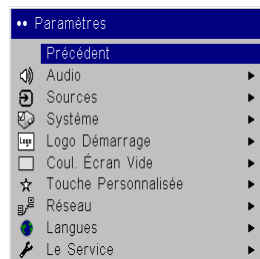 •• Paramètres
Précédent
Audio
Sources
Système
Logo Logo Démarrage
Coul. Écran Vide
Touche Personnalisée
Réseau
Langues
Le Service